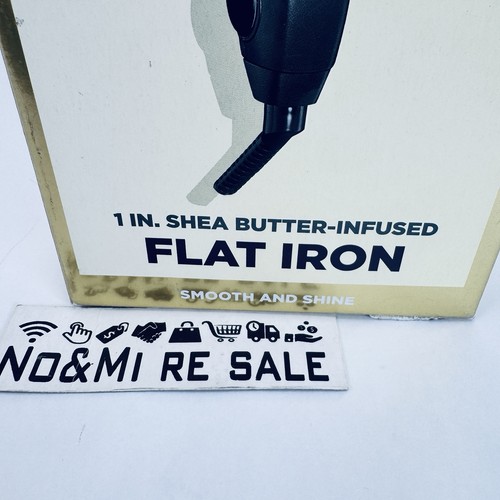 1 IN. SHEA BUTTER-INFUSED
FLAT IRON
SMOOTH AND SHINE
NO&MI RE SALE